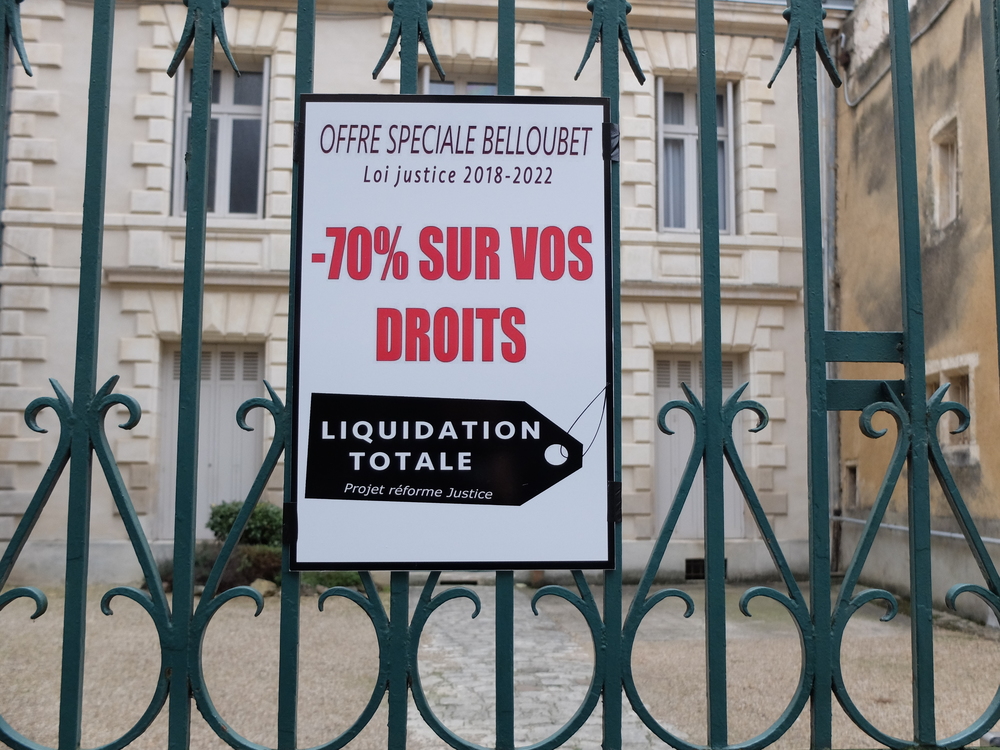 OFFRE SPECIALE BELLOUBET
Loi justice 2018-2022
-70% SUR VOS
DROITS
LIQUIDATION
TOTALE
Projet réforme Justice